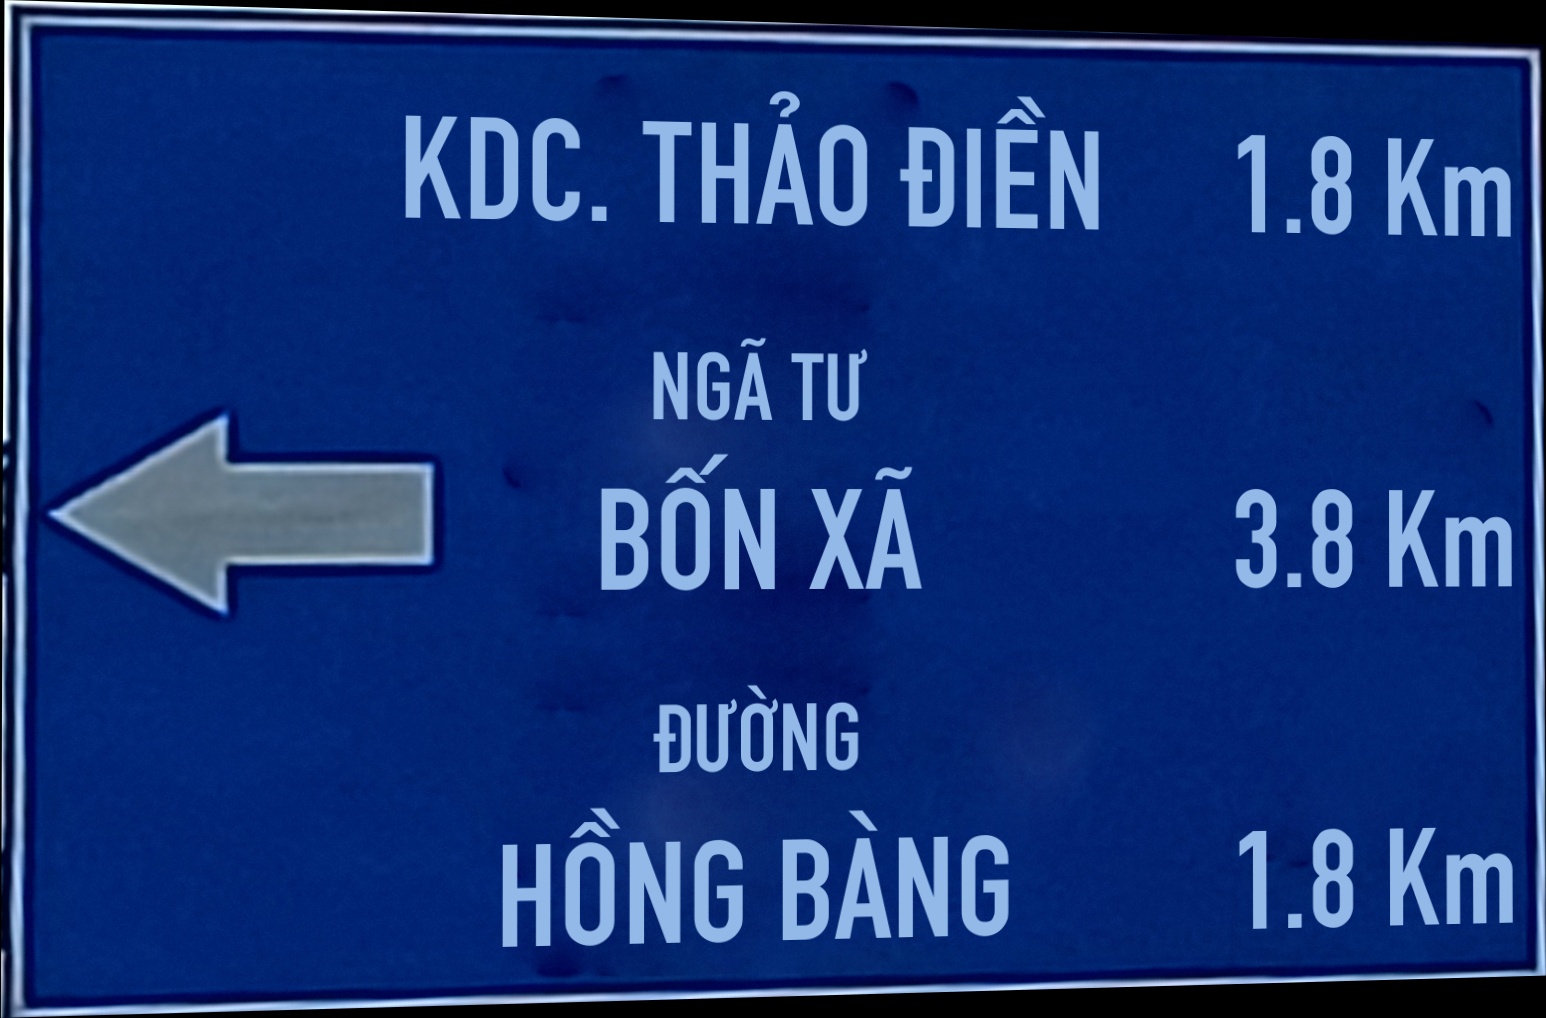 KDC. THẢO ĐIỀN 1.8 Km
NGÃ TƯ
BỐN XÃ 3.8 Km
ĐƯỜNG
HỒNG BÀNG 1.8 Km